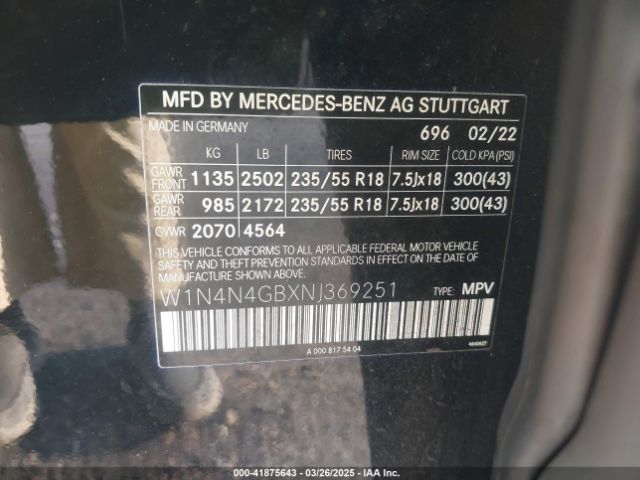 MFD BY MERCEDES-BENZ AG STUTTGART
MADE IN GERMANY 696 02/22
KG LB TIRES RIM SIZE COLD KPA (PSI)
GAWR FRONT 1135 2502 235/55 R18 7.5Jx18 300(43)
GAWR REAR 985 2172 235/55 R18 7.5Jx18 300(43)
GVWR 2070 4564
THIS VEHICLE CONFORMS TO ALL APPLICABLE FEDERAL MOTOR VEHICLE
SAFETY AND THEFT PREVENTION STANDARDS IN EFFECT ON THE DATE
OF MANUFACTURE SHOWN ABOVE.
W1N4N4GBXNJ369251 TYPE: MPV
A 000 817 54 04
000-41875643 | 03/26/2025 | IAA Inc.